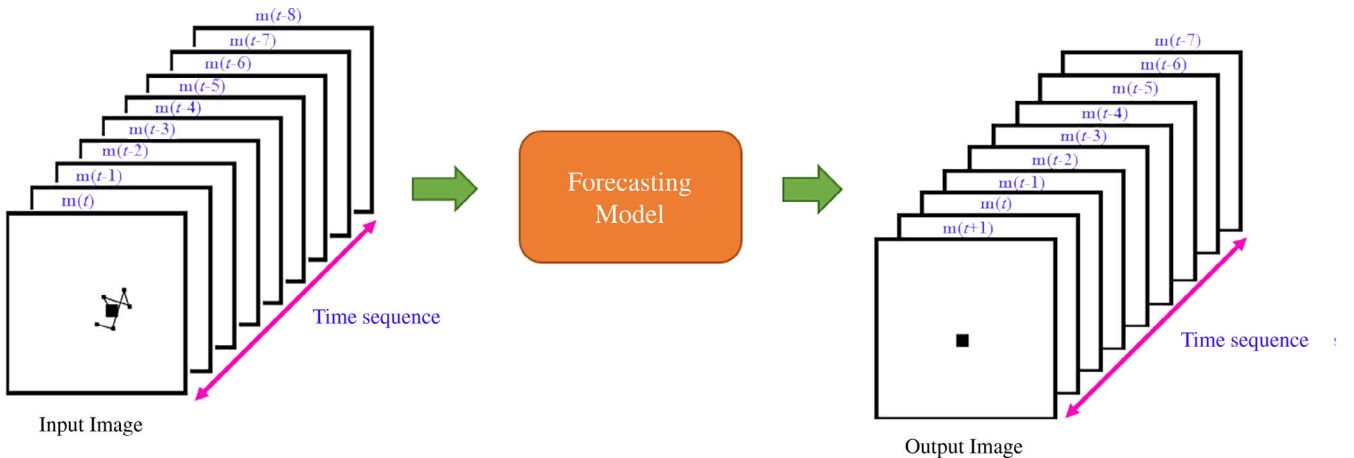 m(t-8)
m(t-7)
m(t-6)
m(t-5)
m(t-4)
m(t-3)
m(t-2)
m(t-1)
m(t)
Time sequence
Input Image
Forecasting
Model
m(t-7)
m(t-6)
m(t-5)
m(t-4)
m(t-3)
m(t-2)
m(t-1)
m(t)
m(t+1)
Time sequence
Output Image